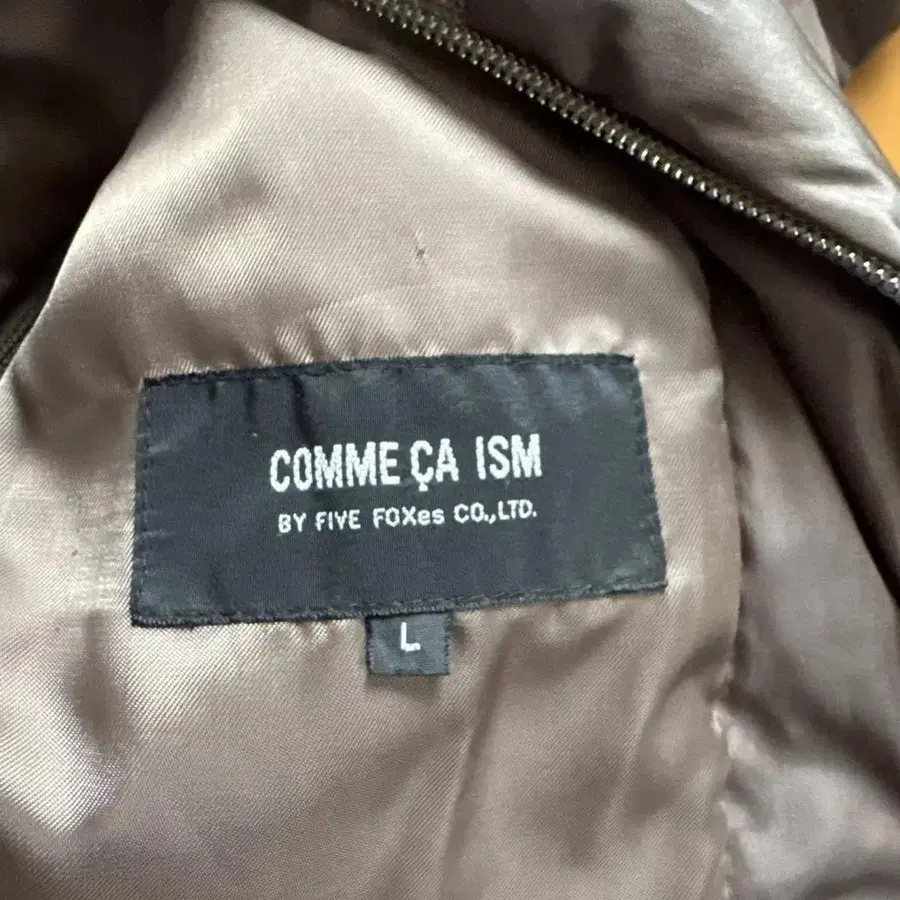 COMME ÇA ISM
BY FIVE FOXes CO.,LTD.
L